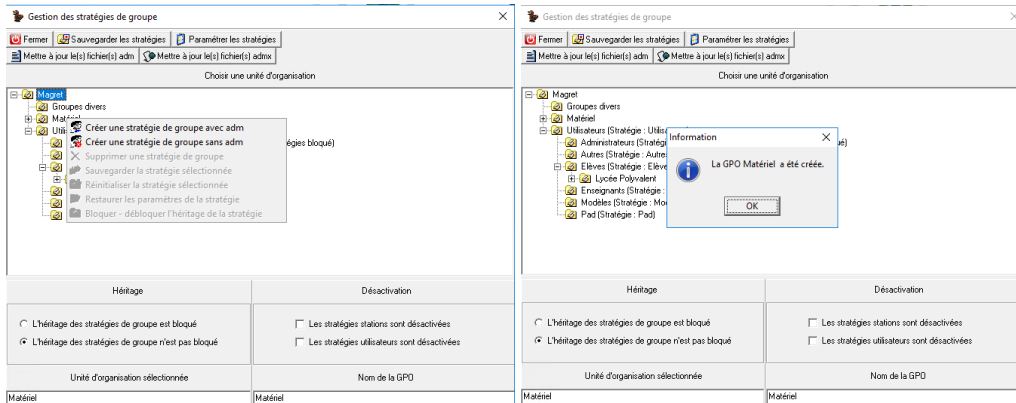 Gestion des stratégies de groupe
Fermer Sauvegarder les stratégies Paramétrer les stratégies
Mettre à jour le(s) fichier(s) adm Mettre à jour le(s) fichier(s) admx
Choisir une unité d'organisation
Magret
Groupes divers
Matériel
Utili
égies bloqué)
Créer une stratégie de groupe avec adm
Créer une stratégie de groupe sans adm
Supprimer une stratégie de groupe
Sauvegarder la stratégie sélectionnée
Réinitialiser la stratégie sélectionnée
Restaurer les paramètres de la stratégie
Bloquer - débloquer l'héritage de la stratégie
Héritage Désactivation
L'héritage des stratégies de groupe est bloqué
L'héritage des stratégies de groupe n'est pas bloqué
Les stratégies stations sont désactivées
Les stratégies utilisateurs sont désactivées
Unité d'organisation sélectionnée Nom de la GPO
Matériel Matériel
Gestion des stratégies de groupe
Fermer Sauvegarder les stratégies Paramétrer les stratégies
Mettre à jour le(s) fichier(s) adm Mettre à jour le(s) fichier(s) admx
Choisir une unité d'organisation
Magret
Groupes divers
Matériel
Utilisateurs (Stratégie : Utilis
Administrateurs (Stratég
Autres (Stratégie : Autre
Elèves (Stratégie : Elève
Lycée Polyvalent
Enseignants (Stratégie :
Modèles (Stratégie : Mo
Pad (Stratégie : Pad)
Information
La GPO Matériel a été créée.
OK
Héritage Désactivation
L'héritage des stratégies de groupe est bloqué
L'héritage des stratégies de groupe n'est pas bloqué
Les stratégies stations sont désactivées
Les stratégies utilisateurs sont désactivées
Unité d'organisation sélectionnée Nom de la GPO
Matériel Matériel